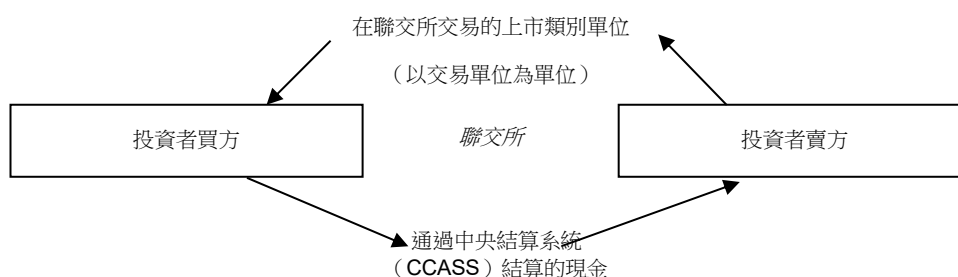 在聯交所交易的上市類別單位
（以交易單位為單位）
投資者買方
聯交所
投資者賣方
通過中央結算系統
（CCASS）結算的現金